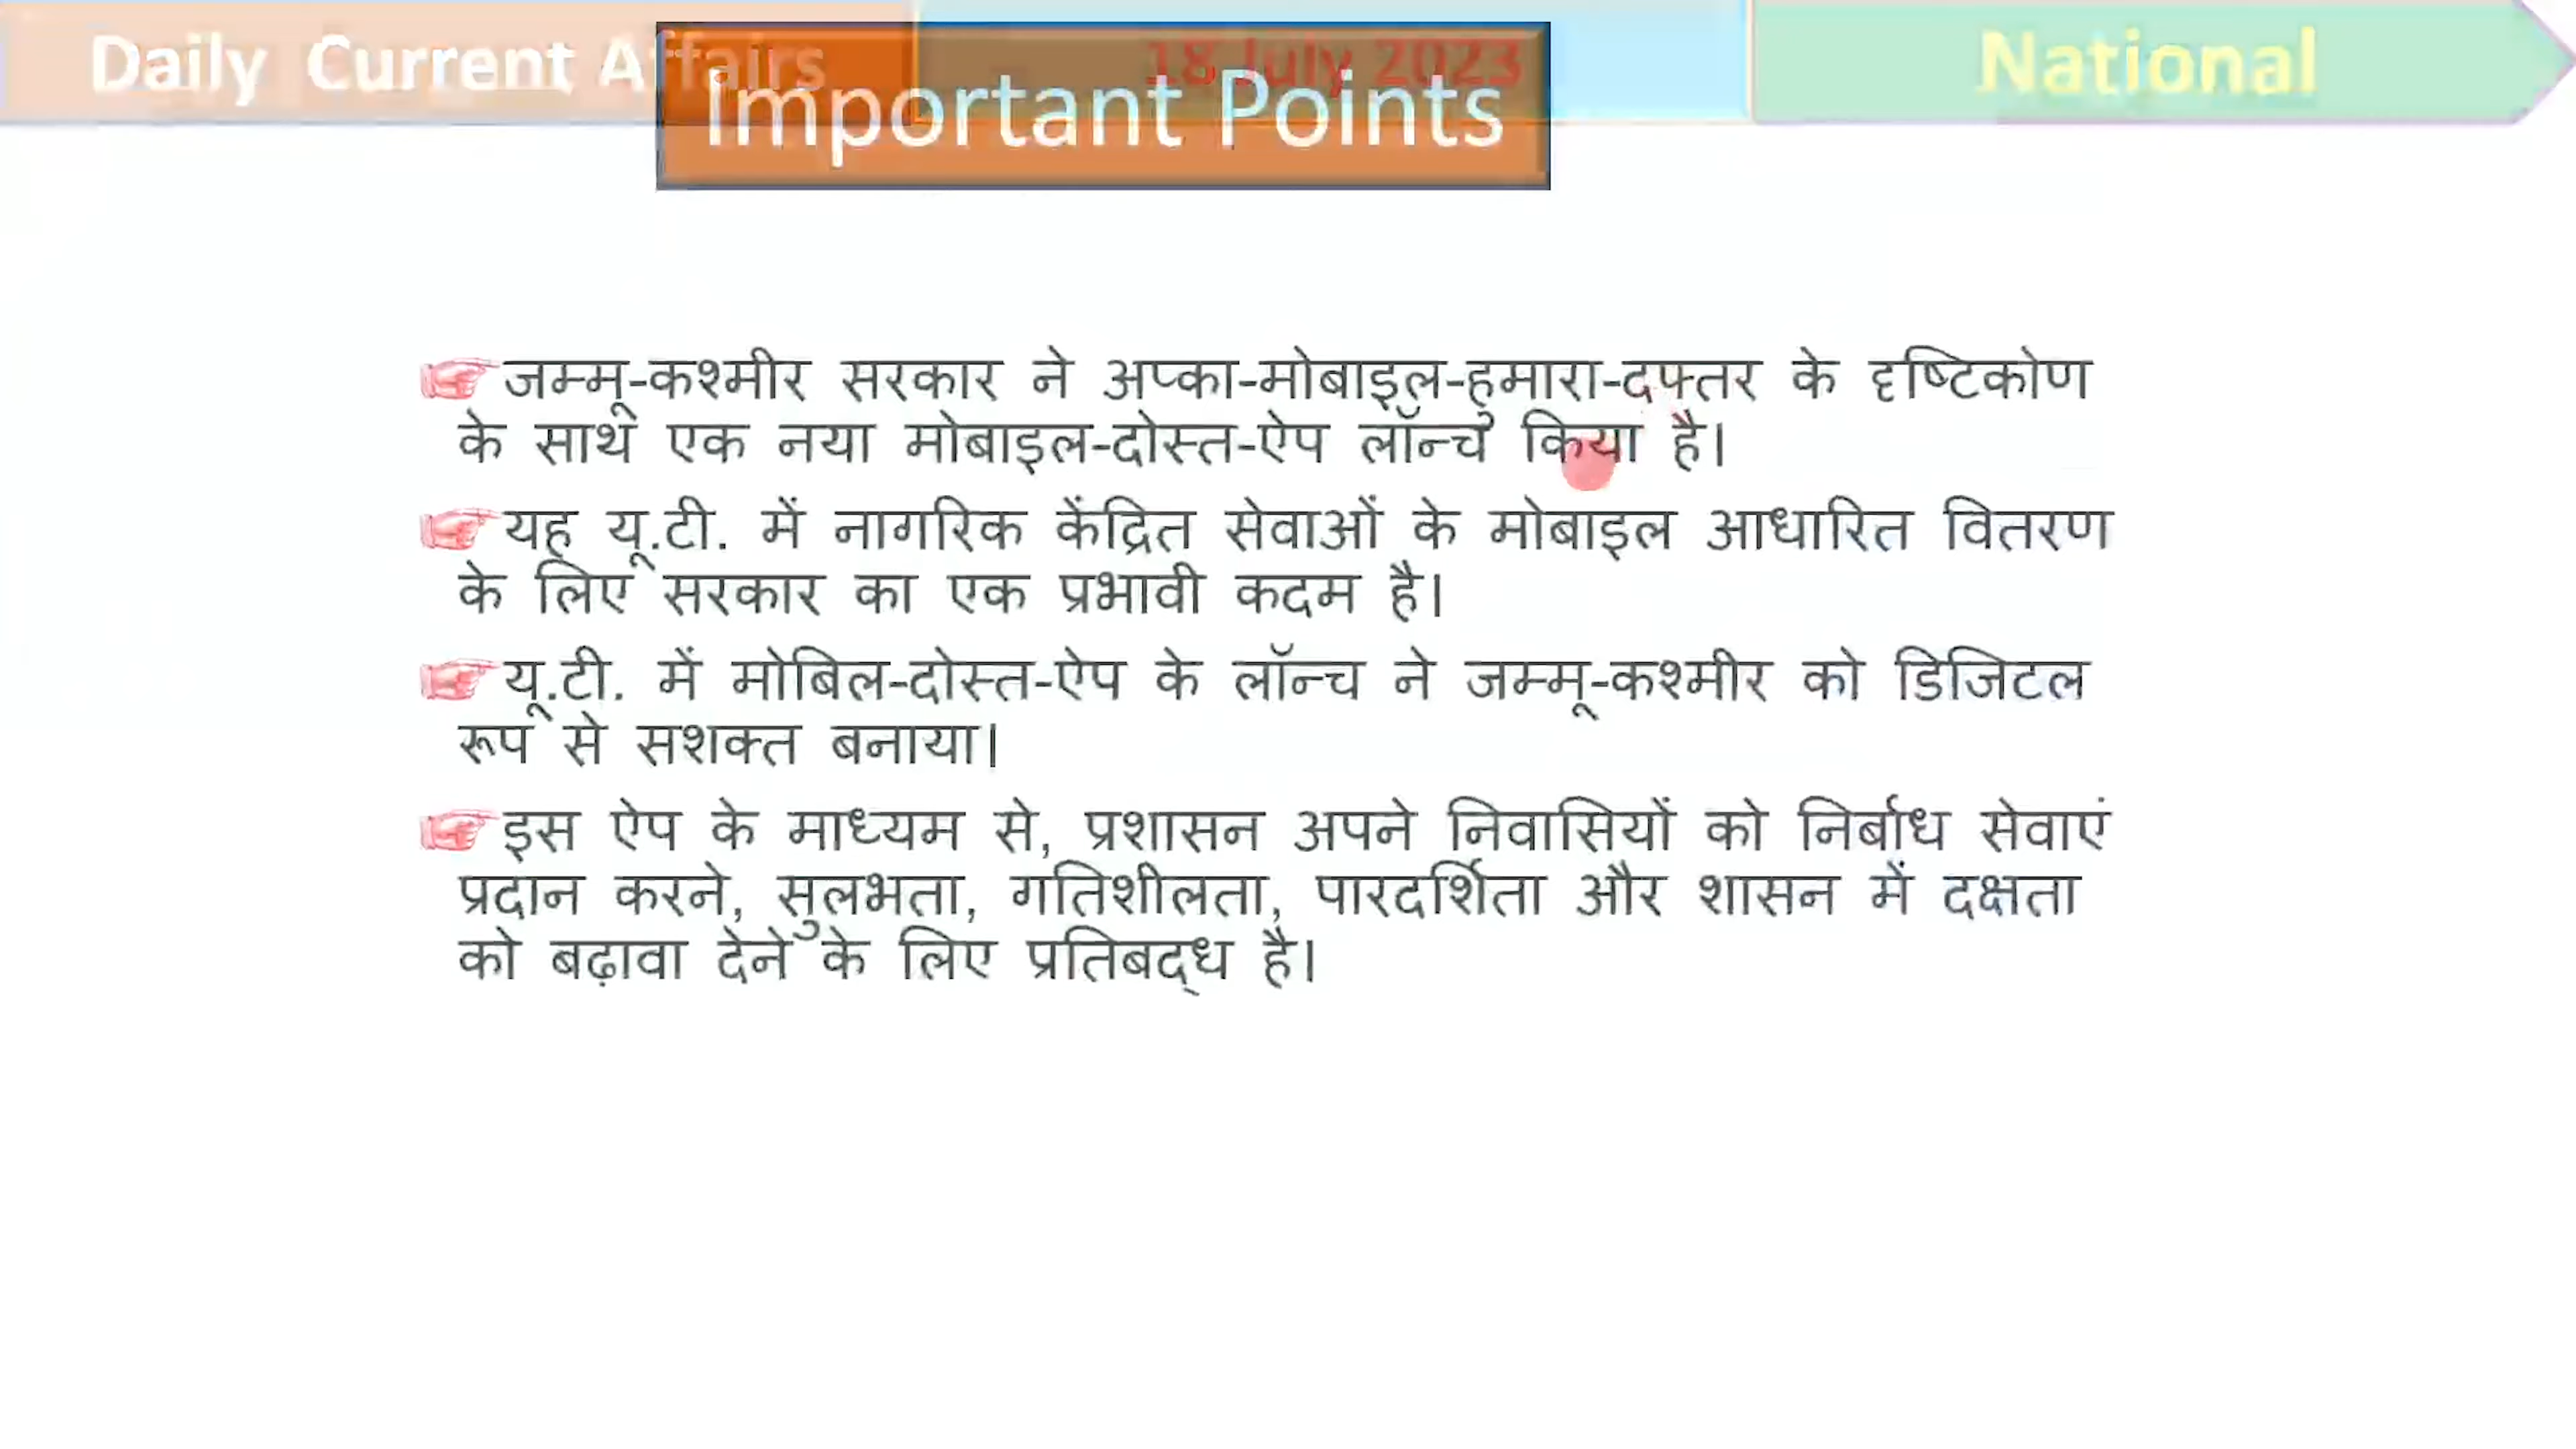 Daily Current Affairs
18 July 2023
National
Important Points
जम्मू-कश्मीर सरकार ने अप्का-मोबाइल-हुमारा-दफ्तर के दृष्टिकोण
के साथ एक नया मोबाइल-दोस्त-ऐप लॉन्च किया है।
यह यू.टी. में नागरिक केंद्रित सेवाओं के मोबाइल आधारित वितरण
के लिए सरकार का एक प्रभावी कदम है।
यू.टी. में मोबिल-दोस्त-ऐप के लॉन्च ने जम्मू-कश्मीर को डिजिटल
रूप से सशक्त बनाया।
इस ऐप के माध्यम से, प्रशासन अपने निवासियों को निर्बाध सेवाएं
प्रदान करने, सुलभता, गतिशीलता, पारदर्शिता और शासन में दक्षता
को बढ़ावा देने के लिए प्रतिबद्ध है।